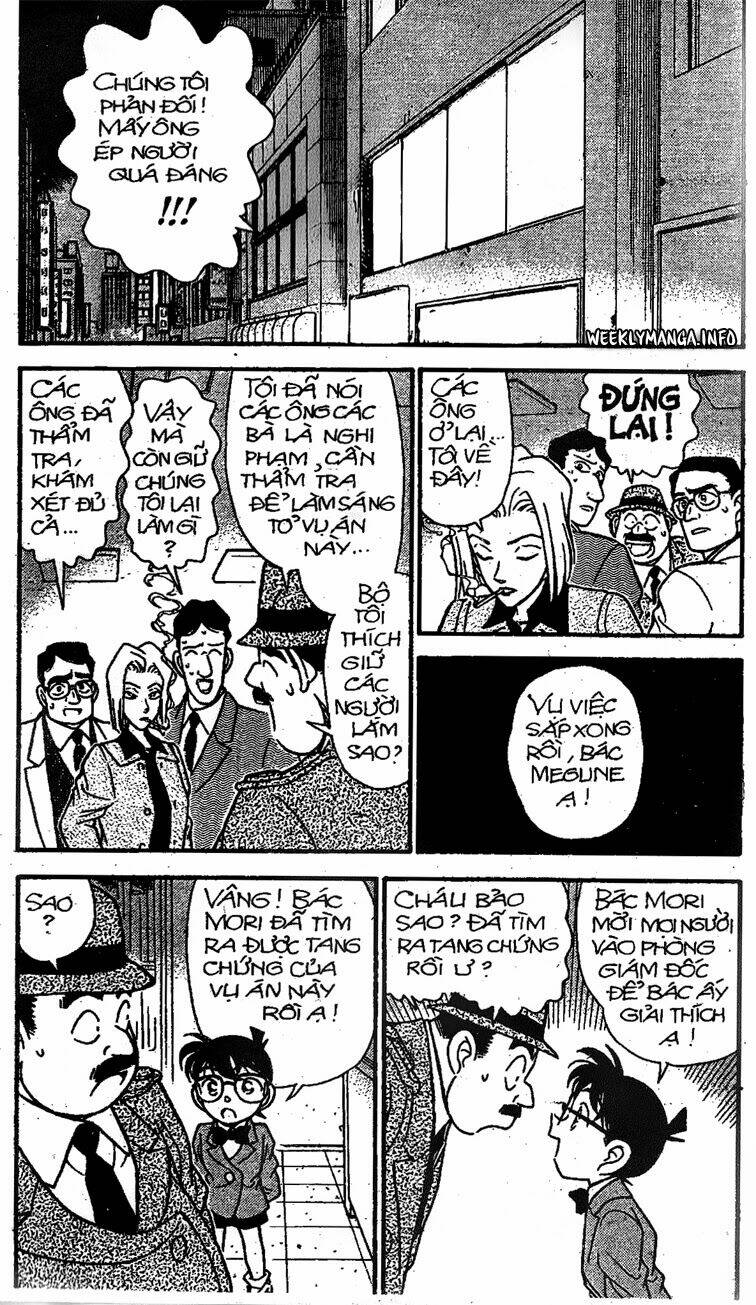 CHÚNG TÔI
PHẢN ĐỐI!
MẤY ÔNG
ÉP NGƯỜI
QUÁ ĐÁNG
!!!
WEEKLYMANGA.INFO
CÁC
ÔNG ĐÃ
THẨM
TRA,
KHÁM
XÉT ĐỦ
CẢ...
VẬY
MÀ
CÒN GIỮ
CHÚNG
TÔI LẠI
LÀM GÌ
?
TÔI ĐÃ NÓI
CÁC ÔNG CÁC
BÀ LÀ NGHI
PHẠM, CẦN
THẨM TRA
ĐỂ LÀM SÁNG
TỎ VỤ ÁN
NÀY...
BỘ
TÔI
THÍCH
GIỮ
CÁC
NGƯỜI
LẮM
SAO?
CÁC
ÔNG
Ở LẠI...
TỚ VỀ
ĐÂY!
ĐỨNG
LẠI!
VỤ VIỆC
SẮP XONG
RỒI, BÁC
MEGUNE
Ạ!
SAO
?
VÂNG! BÁC
MORI ĐÃ TÌM
RA ĐƯỢC TANG
CHỨNG CỦA
VỤ ÁN NÀY
RỒI Ạ!
CHÁU BẢO
SAO? ĐÃ TÌM
RA TANG CHỨNG
RỒI Ư?
BÁC MORI
MỜI MỌI NGƯỜI
VÀO PHÒNG
GIÁM ĐỐC
ĐỂ BÁC ẤY
GIẢI THÍCH
Ạ!